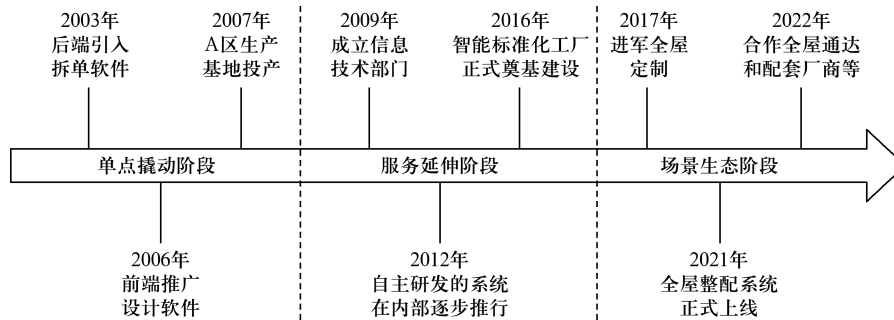 2003年
后端引入
拆单软件
2007年
A区生产
基地投产
2009年
成立信息
技术部门
2016年
智能标准化工厂
正式奠基建设
2017年
进军全屋
定制
2022年
合作全屋通达
和配套厂商等
单点撬动阶段
服务延伸阶段
场景生态阶段
2006年
前端推广
设计软件
2012年
自主研发的系统
在内部逐步推行
2021年
全屋整配系统
正式上线